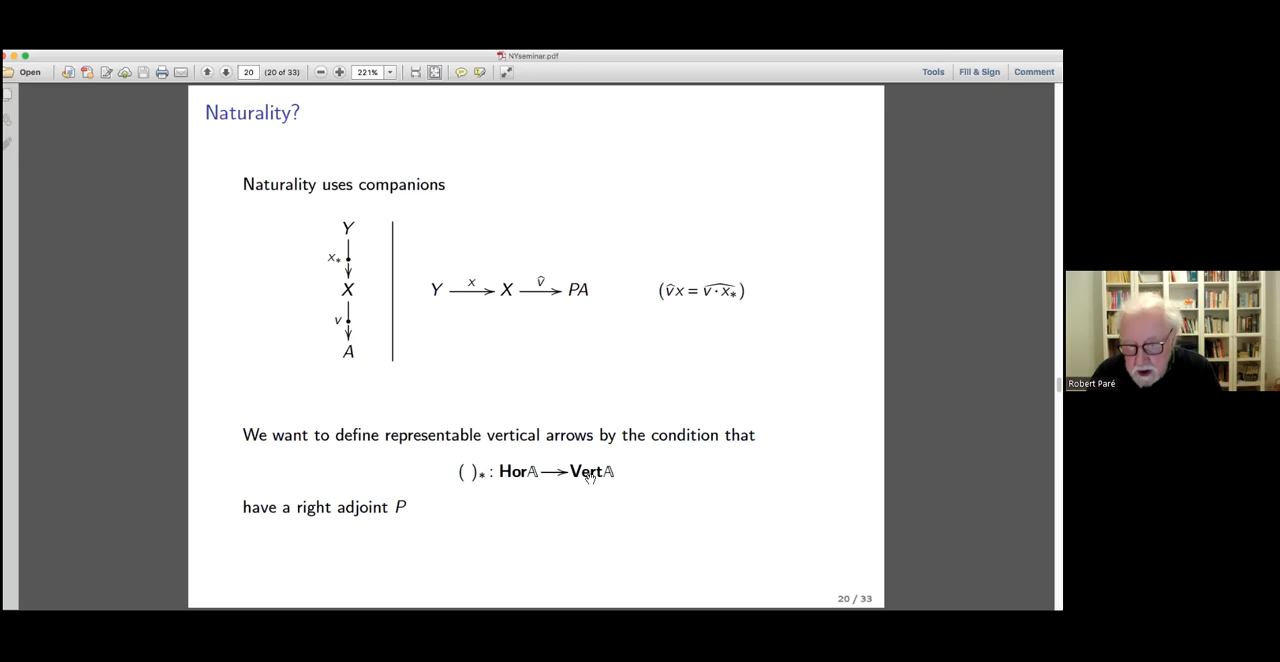 NYseminar.pdf
Open
20
(20 of 33)
221%
Tools
Fill & Sign
Comment
Naturality?
Naturality uses companions
Y
x∗
X
v
A
Y x X v̂ PA
(v̂x = \widehat{v · x∗})
We want to define representable vertical arrows by the condition that
( )∗ : Hor𝔸 ⟶ Vert𝔸
have a right adjoint P
20 / 33
Robert Paré